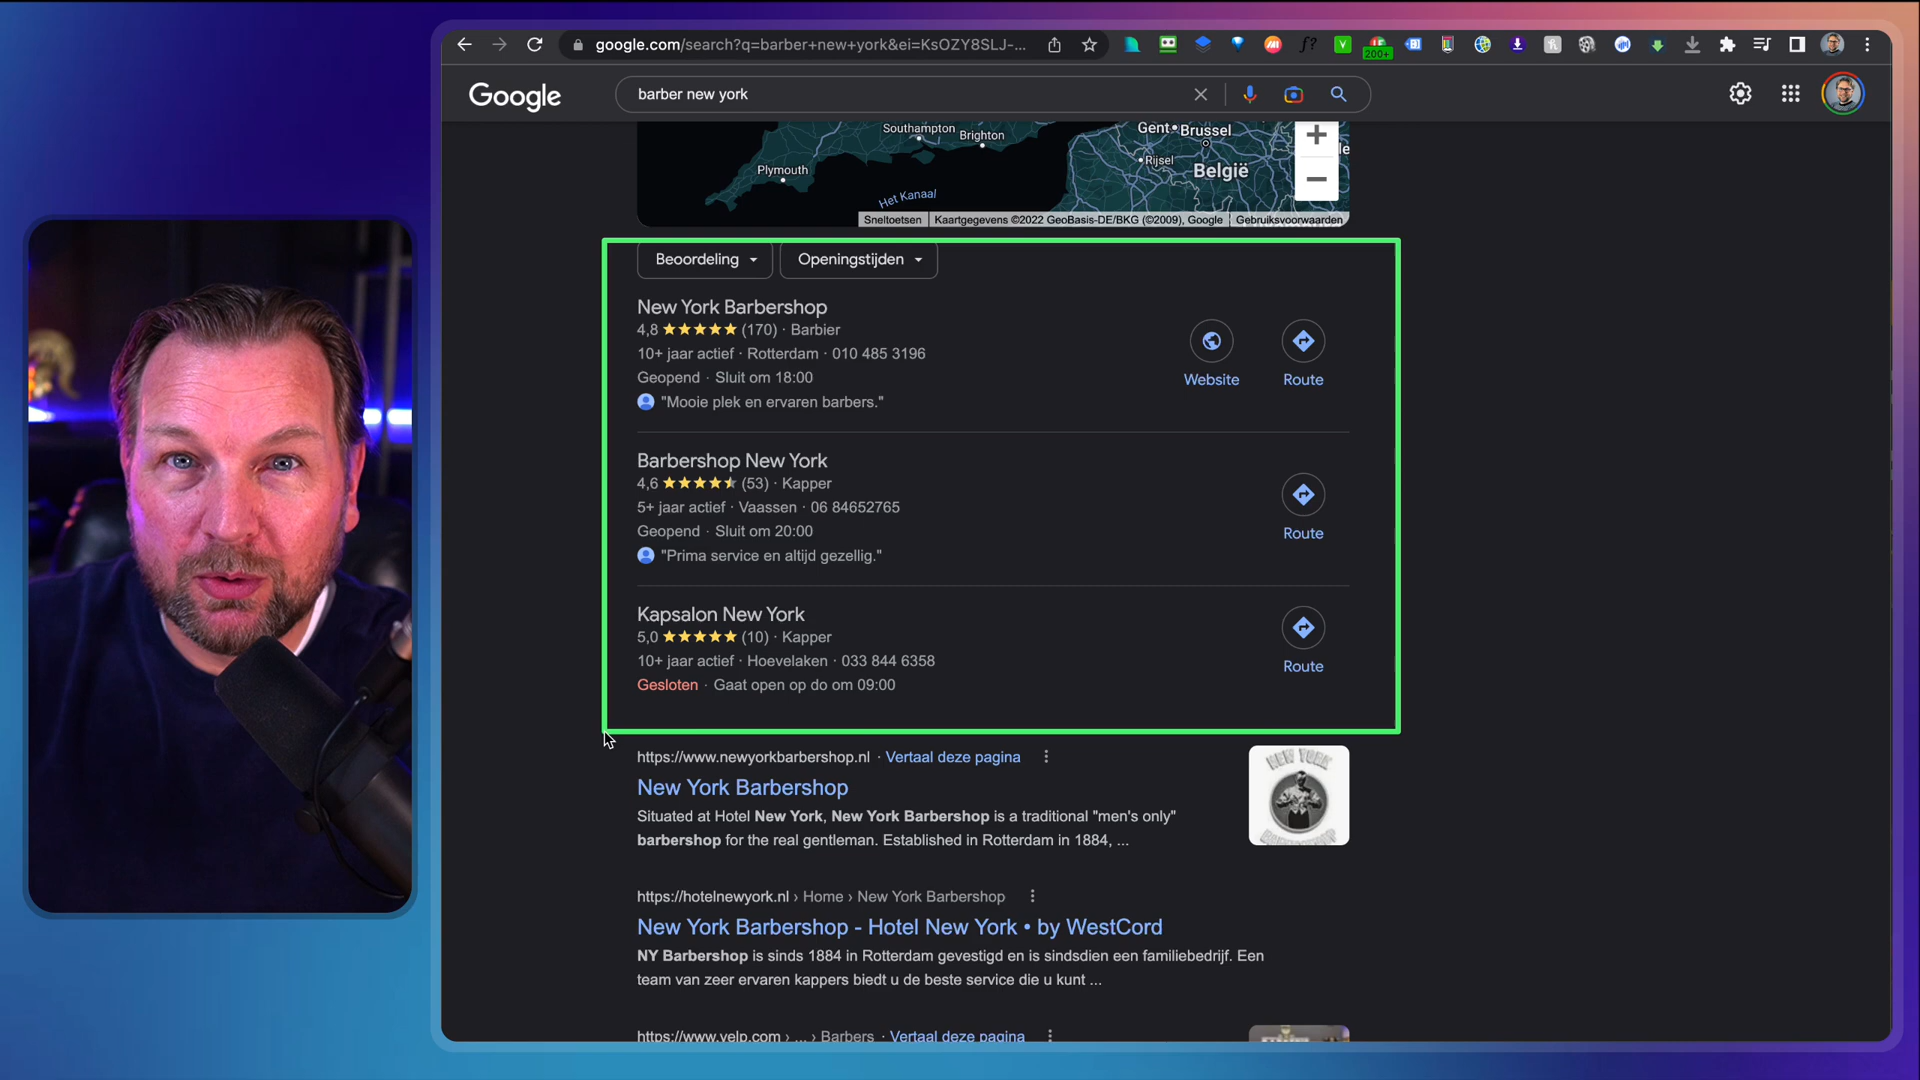 google.com/search?q=barber+new+york&ei=KsOZY8SLJ-...
200+
Google
barber new york
Southampton
Brighton
Gent
Brussel
Plymouth
Rijsel
België
Het Kanaal
Sneltoetsen
Kaartgegevens ©2022 GeoBasis-DE/BKG (©2009), Google
Gebruiksvoorwaarden
Beoordeling
Openingstijden
New York Barbershop
4,8 ★★★★★ (170) · Barbier
10+ jaar actief · Rotterdam · 010 485 3196
Geopend · Sluit om 18:00
"Mooie plek en ervaren barbers."
Website
Route
Barbershop New York
4,6 ★★★★★ (53) · Kapper
5+ jaar actief · Vaassen · 06 84652765
Geopend · Sluit om 20:00
"Prima service en altijd gezellig."
Route
Kapsalon New York
5,0 ★★★★★ (10) · Kapper
10+ jaar actief · Hoevelaken · 033 844 6358
Gesloten · Gaat open op do om 09:00
Route
https://www.newyorkbarbershop.nl · Vertaal deze pagina
New York Barbershop
Situated at Hotel New York, New York Barbershop is a traditional "men's only"
barbershop for the real gentleman. Established in Rotterdam in 1884, ...
NEW YORK
BARBERSHOP
https://hotelnewyork.nl › Home › New York Barbershop
New York Barbershop - Hotel New York • by WestCord
NY Barbershop is sinds 1884 in Rotterdam gevestigd en is sindsdien een familiebedrijf. Een
team van zeer ervaren kappers biedt u de beste service die u kunt ...
https://www.yelp.com › ... › Barbers · Vertaal deze pagina